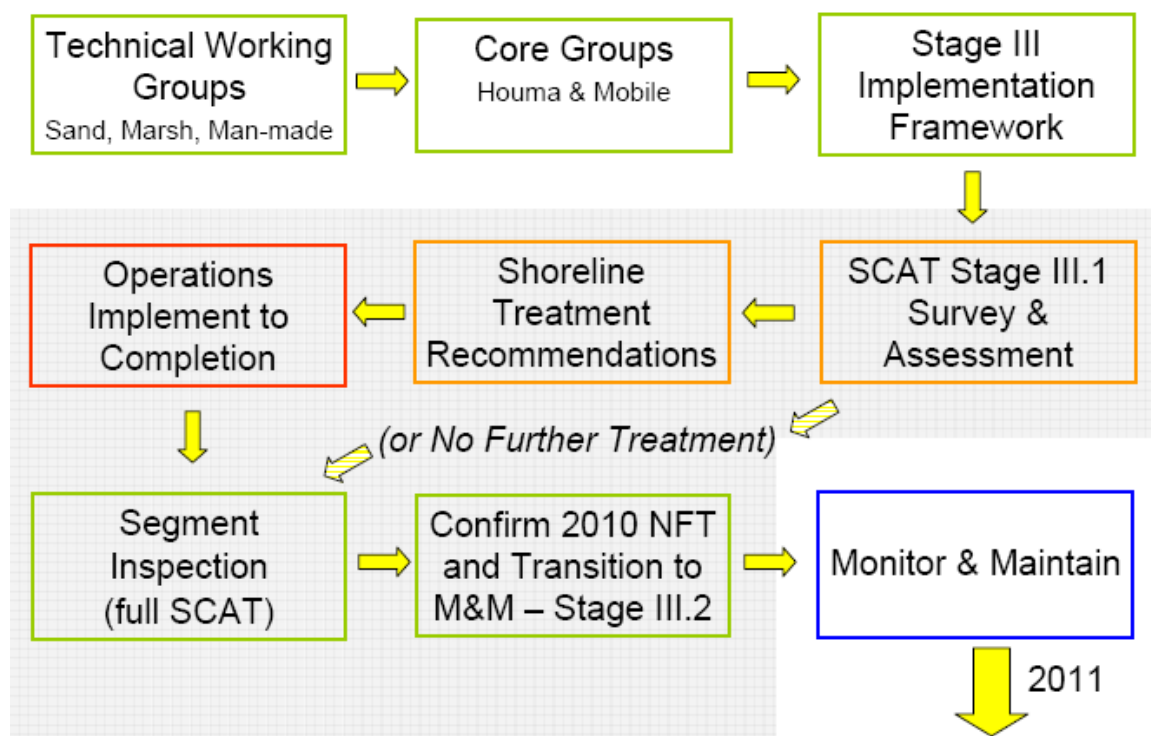 Technical Working
Groups
Sand, Marsh, Man-made
Core Groups
Houma & Mobile
Stage III
Implementation
Framework
Operations
Implement to
Completion
Shoreline
Treatment
Recommendations
SCAT Stage III.1
Survey &
Assessment
(or No Further Treatment)
Segment
Inspection
(full SCAT)
Confirm 2010 NFT
and Transition to
M&M – Stage III.2
Monitor & Maintain
2011